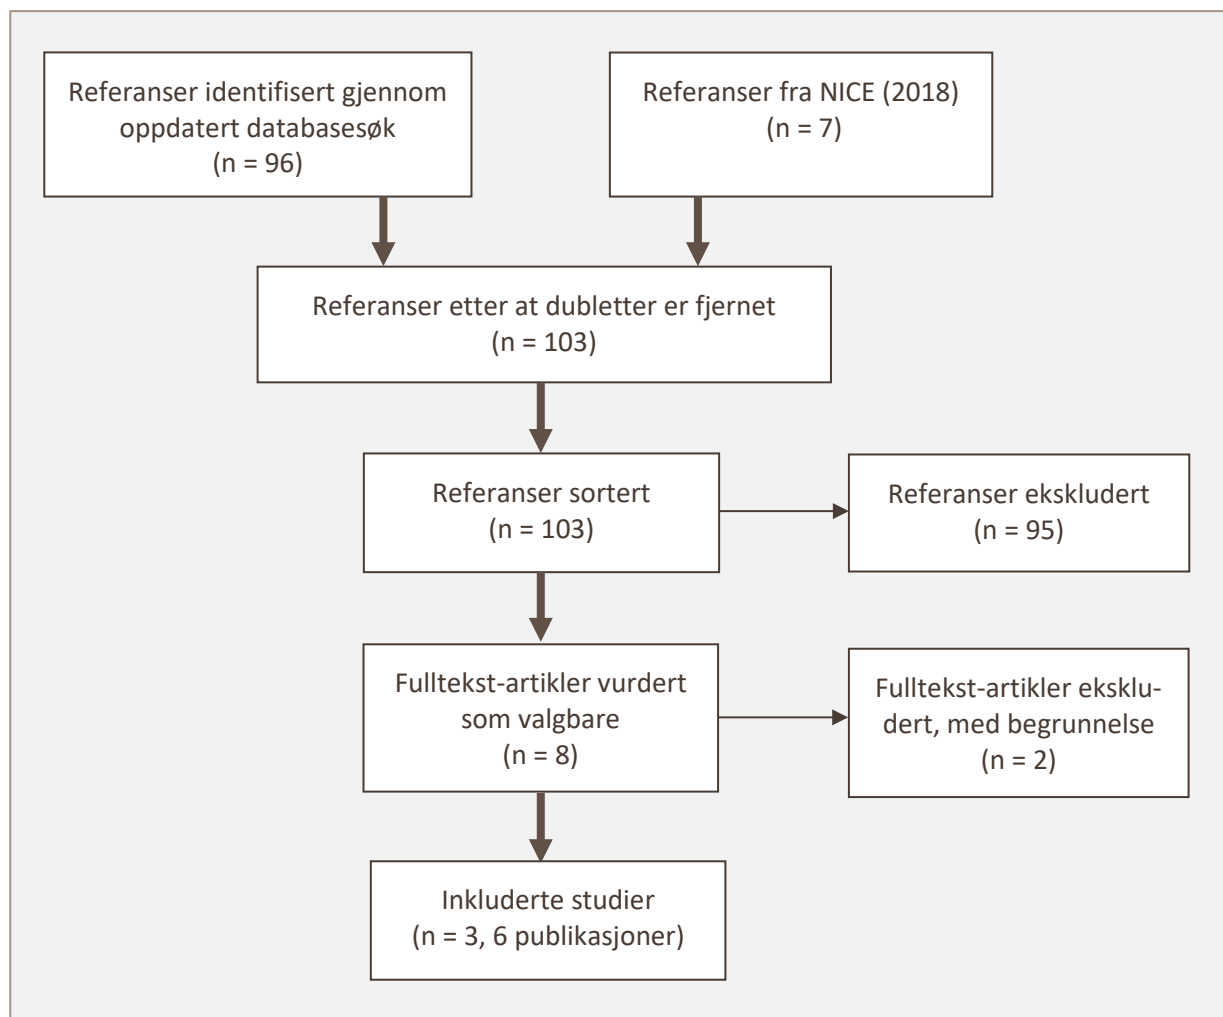 Referanser identifisert gjennom
oppdatert databasesøk
(n = 96)
Referanser fra NICE (2018)
(n = 7)
Referanser etter at dubletter er fjernet
(n = 103)
Referanser sortert
(n = 103)
Referanser ekskludert
(n = 95)
Fulltekst-artikler vurdert
som valgbare
(n = 8)
Fulltekst-artikler eksklu-
dert, med begrunnelse
(n = 2)
Inkluderte studier
(n = 3, 6 publikasjoner)